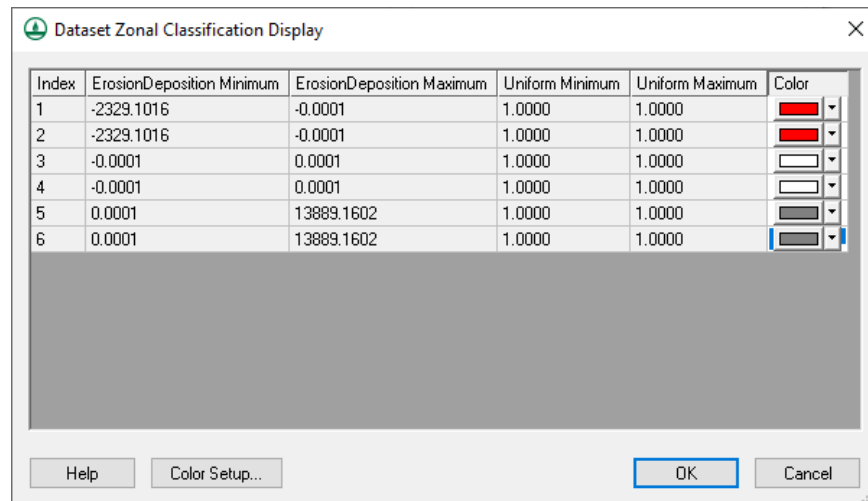 Dataset Zonal Classification Display
Index ErosionDeposition Minimum ErosionDeposition Maximum Uniform Minimum Uniform Maximum Color
1 -2329.1016 -0.0001 1.0000 1.0000
2 -2329.1016 -0.0001 1.0000 1.0000
3 -0.0001 0.0001 1.0000 1.0000
4 -0.0001 0.0001 1.0000 1.0000
5 0.0001 13889.1602 1.0000 1.0000
6 0.0001 13889.1602 1.0000 1.0000
Help Color Setup... OK Cancel